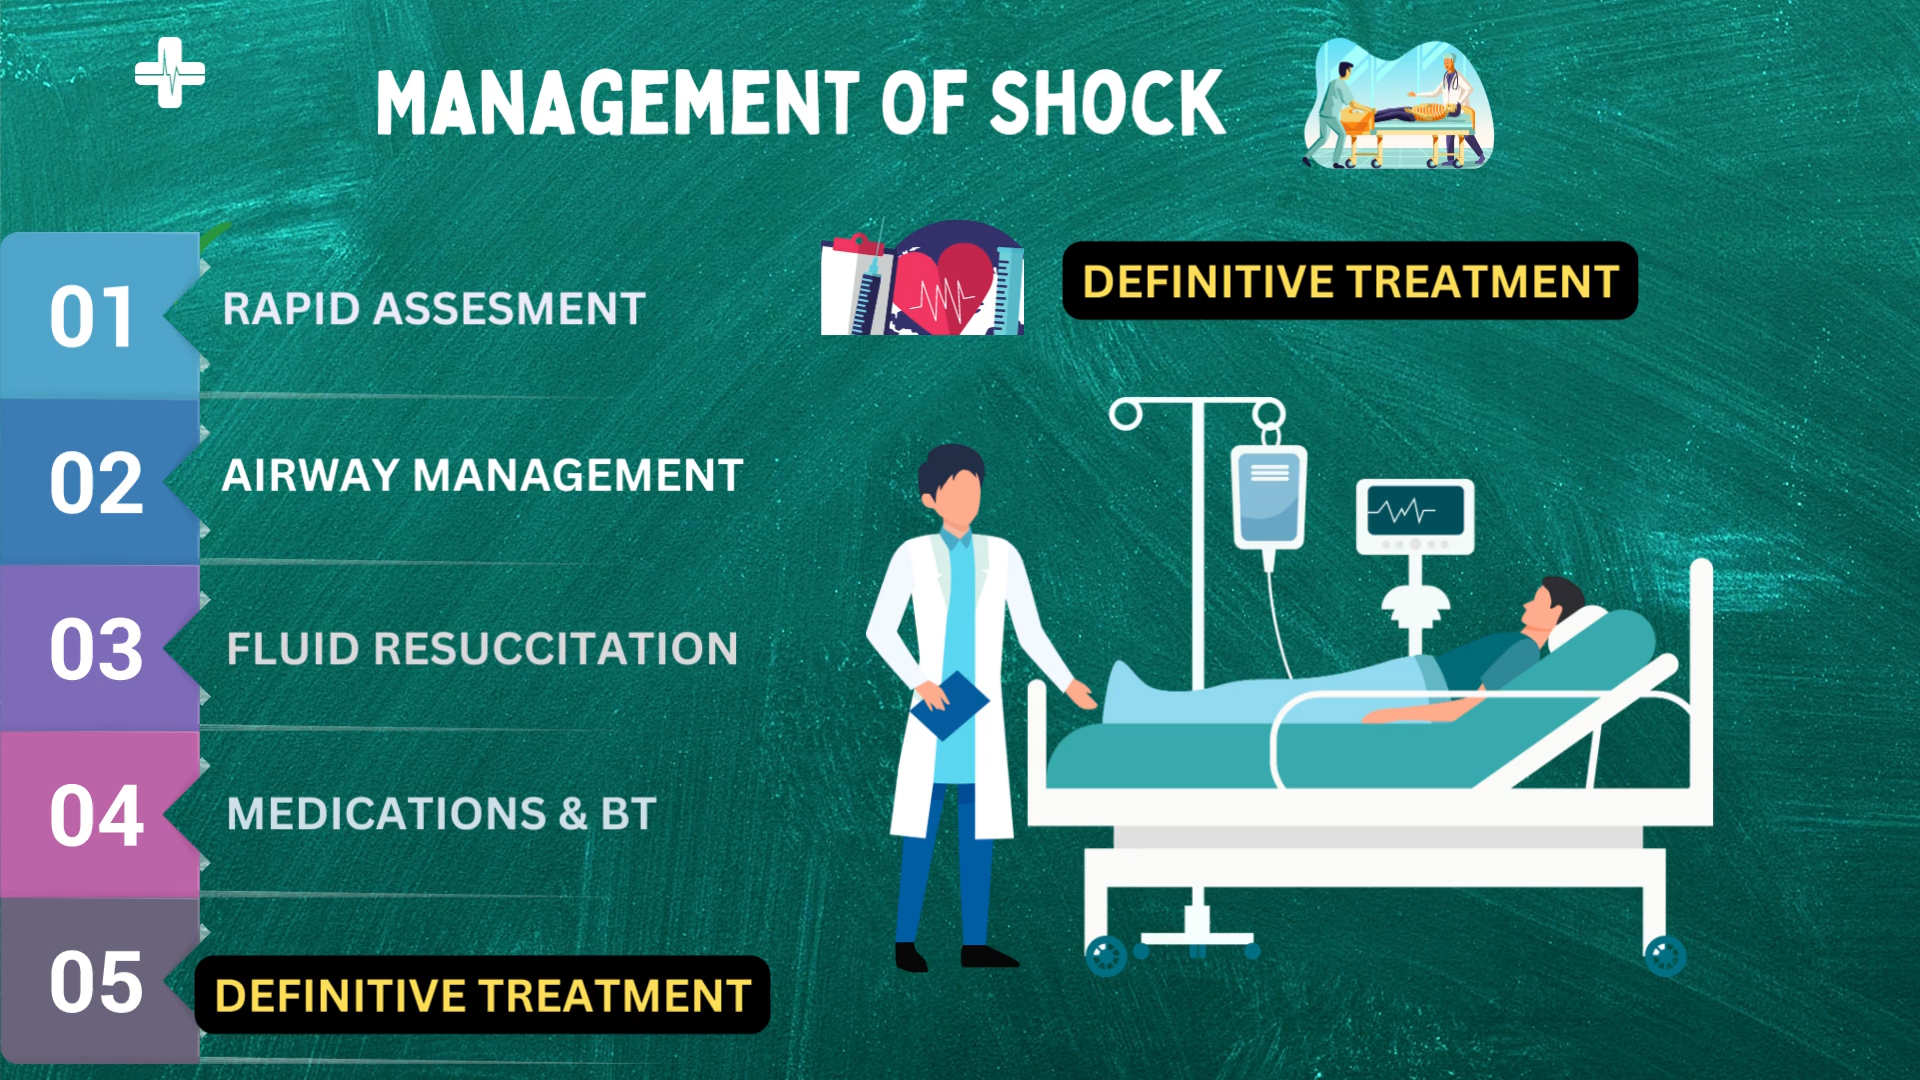 MANAGEMENT OF SHOCK
01
RAPID ASSESMENT
02
AIRWAY MANAGEMENT
03
FLUID RESUCCITATION
04
MEDICATIONS & BT
05
DEFINITIVE TREATMENT
DEFINITIVE TREATMENT